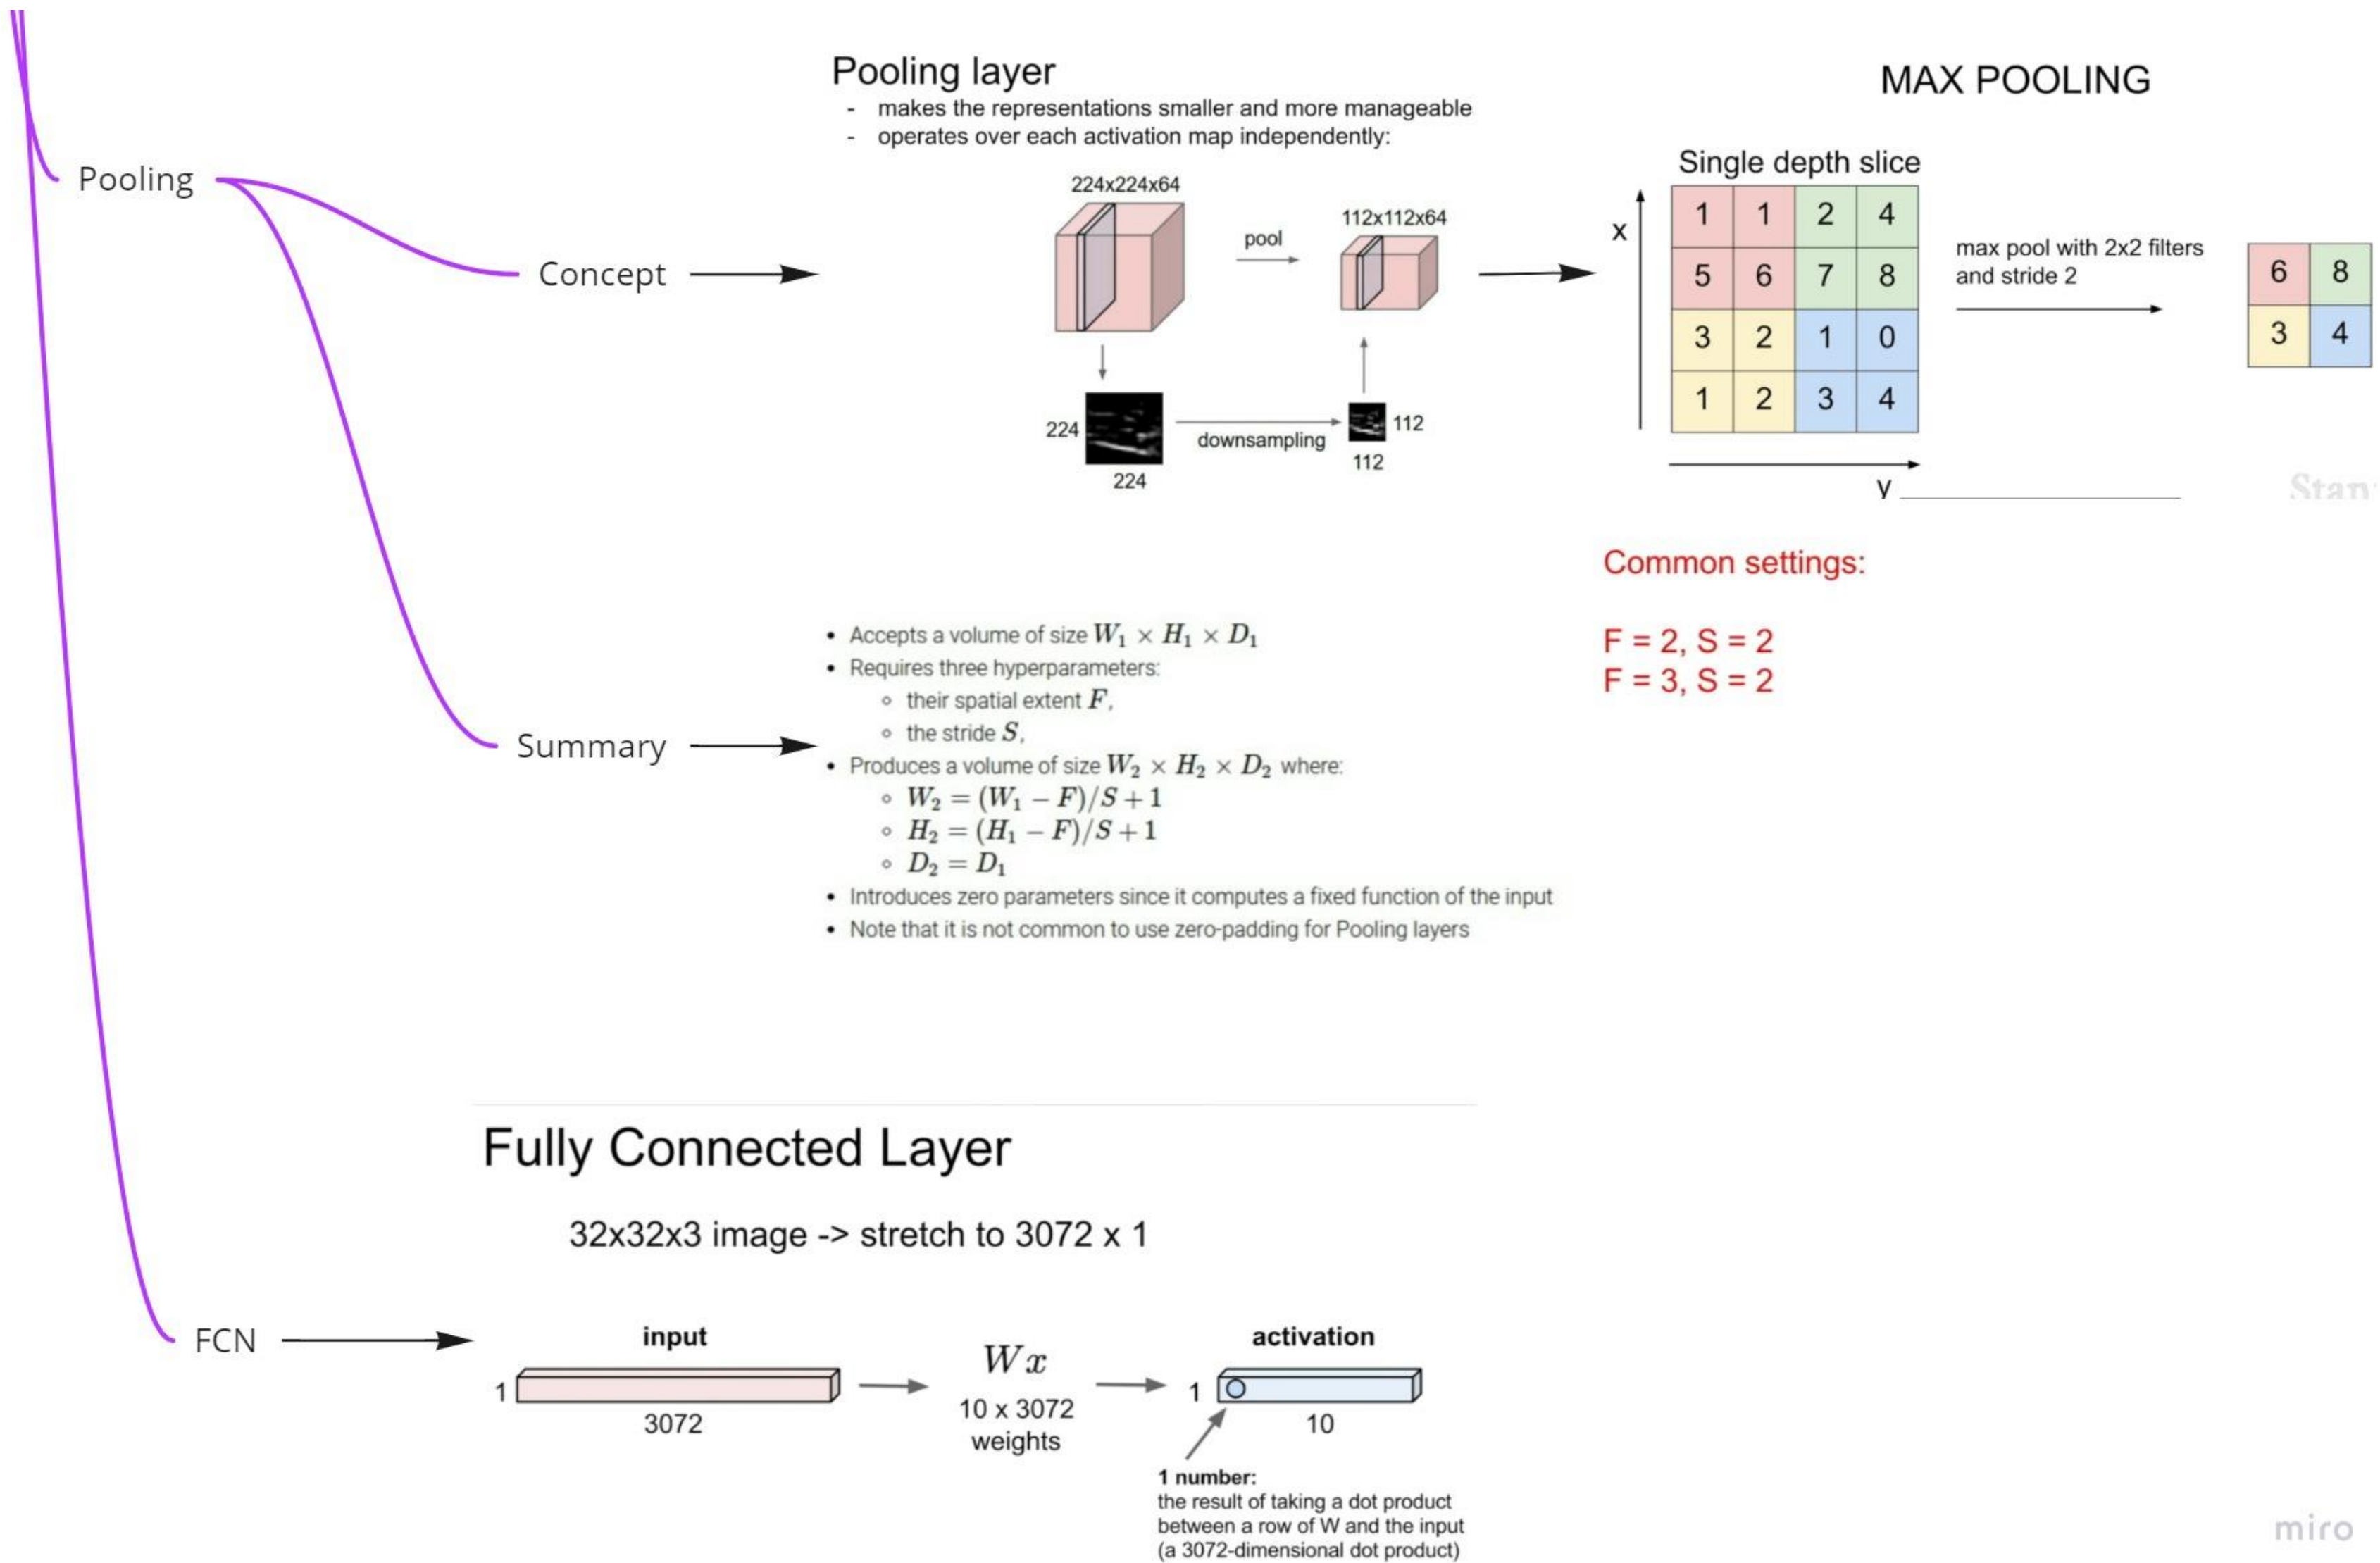 Pooling
Concept
Summary
FCN
Pooling layer
- makes the representations smaller and more manageable
- operates over each activation map independently:
224x224x64
pool
112x112x64
224
224
downsampling
112
112
MAX POOLING
Single depth slice
x
1 1 2 4
5 6 7 8
3 2 1 0
1 2 3 4
y
max pool with 2x2 filters
and stride 2
6 8
3 4
Stan
• Accepts a volume of size W₁ × H₁ × D₁
• Requires three hyperparameters:
◦ their spatial extent F,
◦ the stride S,
• Produces a volume of size W₂ × H₂ × D₂ where:
◦ W₂ = (W₁ − F)/S + 1
◦ H₂ = (H₁ − F)/S + 1
◦ D₂ = D₁
• Introduces zero parameters since it computes a fixed function of the input
• Note that it is not common to use zero-padding for Pooling layers
Common settings:
F = 2, S = 2
F = 3, S = 2
Fully Connected Layer
32x32x3 image -> stretch to 3072 x 1
input
1
3072
Wx
10 x 3072
weights
activation
1
10
1 number:
the result of taking a dot product
between a row of W and the input
(a 3072-dimensional dot product)
miro